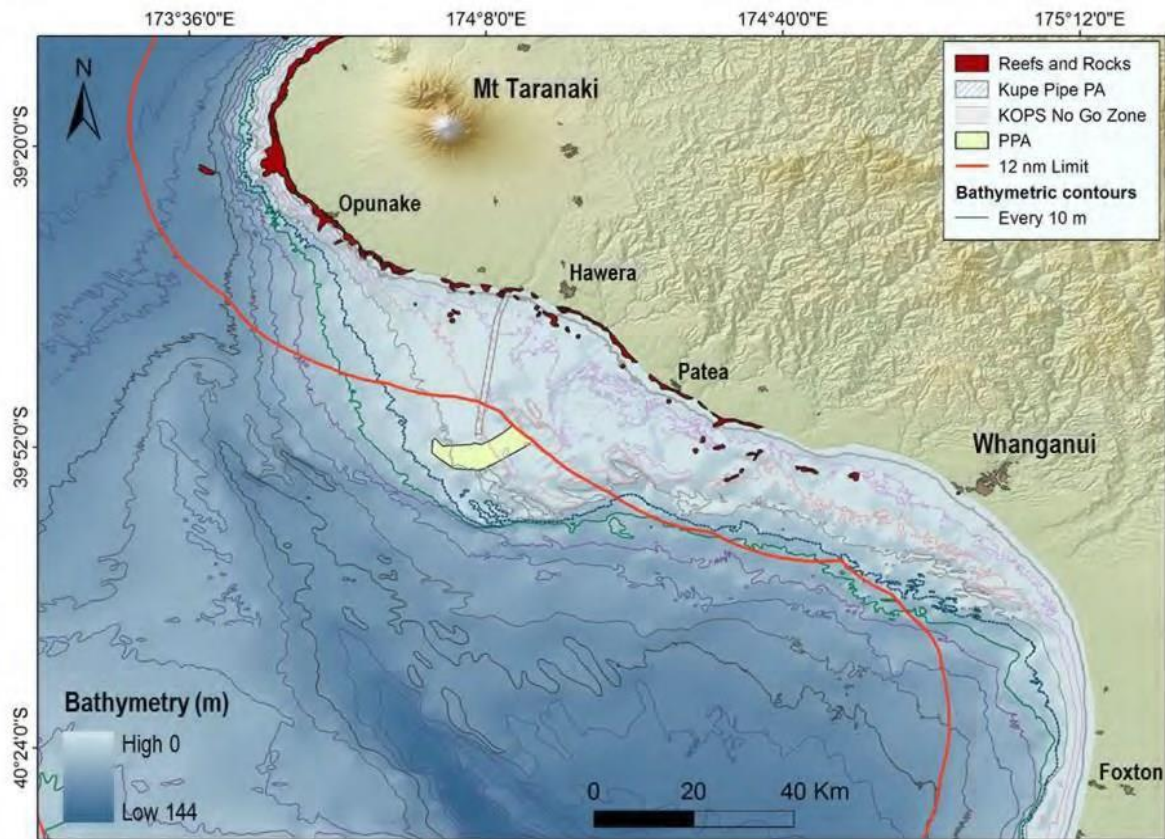 173°36'0"E
174°8'0"E
174°40'0"E
175°12'0"E
N
Mt Taranaki
Reefs and Rocks
Kupe Pipe PA
KOPS No Go Zone
PPA
12 nm Limit
Bathymetric contours
Every 10 m
39°20'0"S
Opunake
Hawera
Patea
39°52'0"S
Whanganui
Bathymetry (m)
High 0
Low 144
40°24'0"S
0 20 40 Km
Foxton